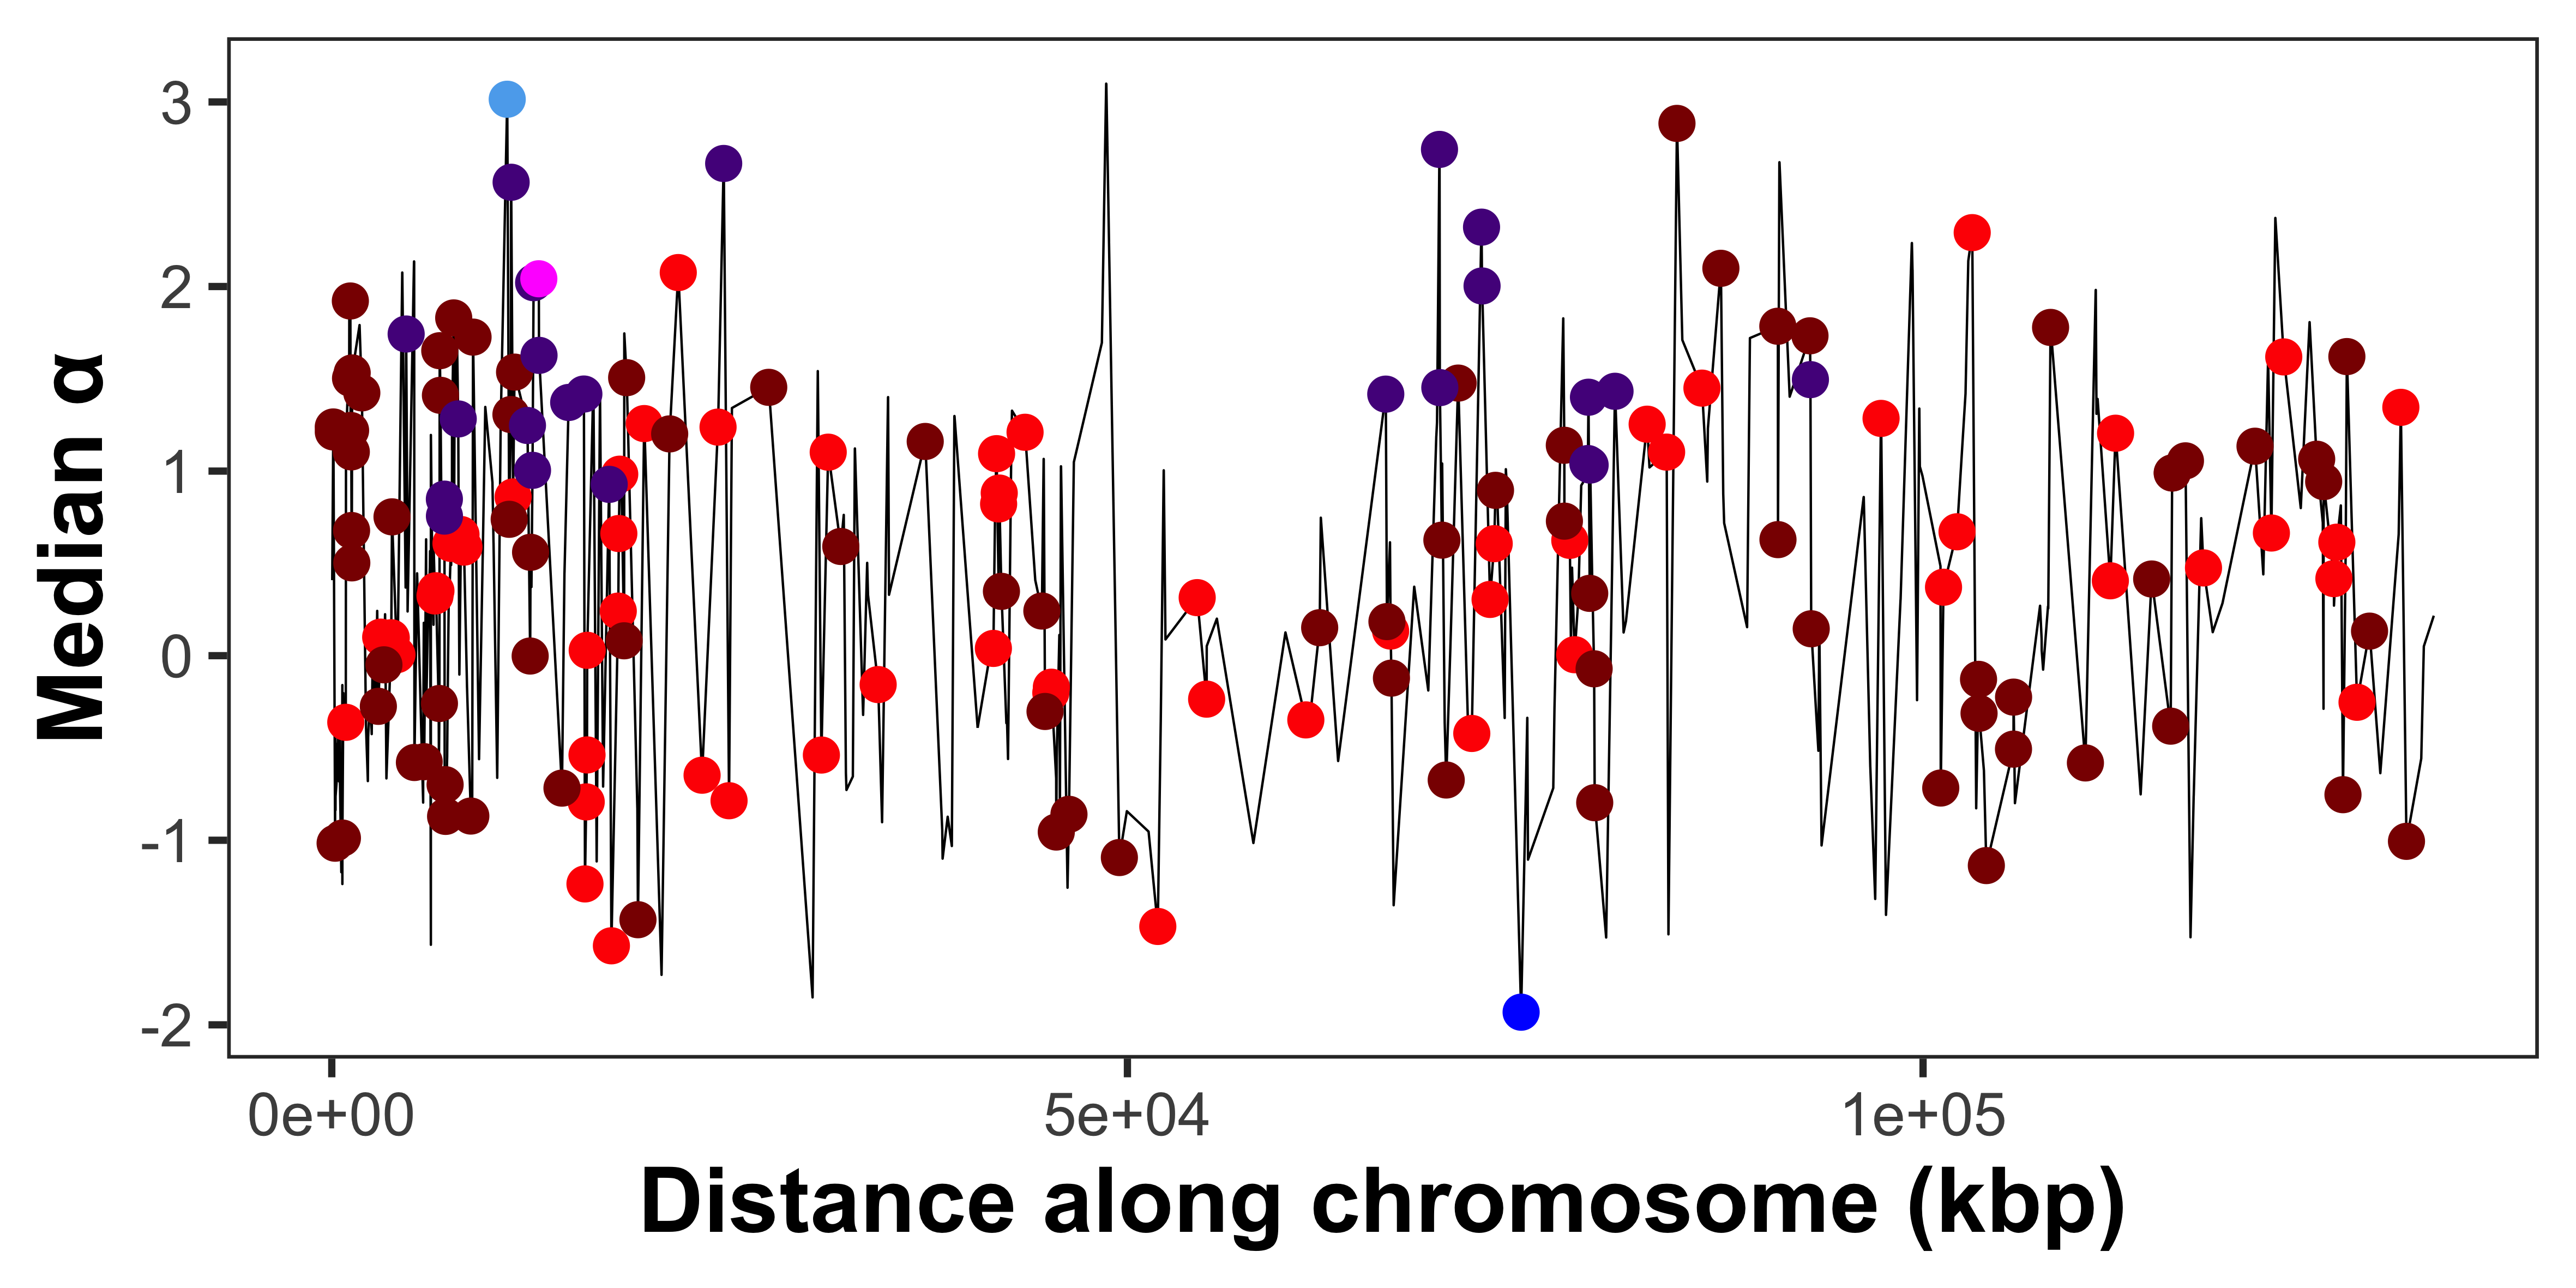 Median α
3
2
1
0
-1
-2
0e+00 5e+04 1e+05
Distance along chromosome (kbp)